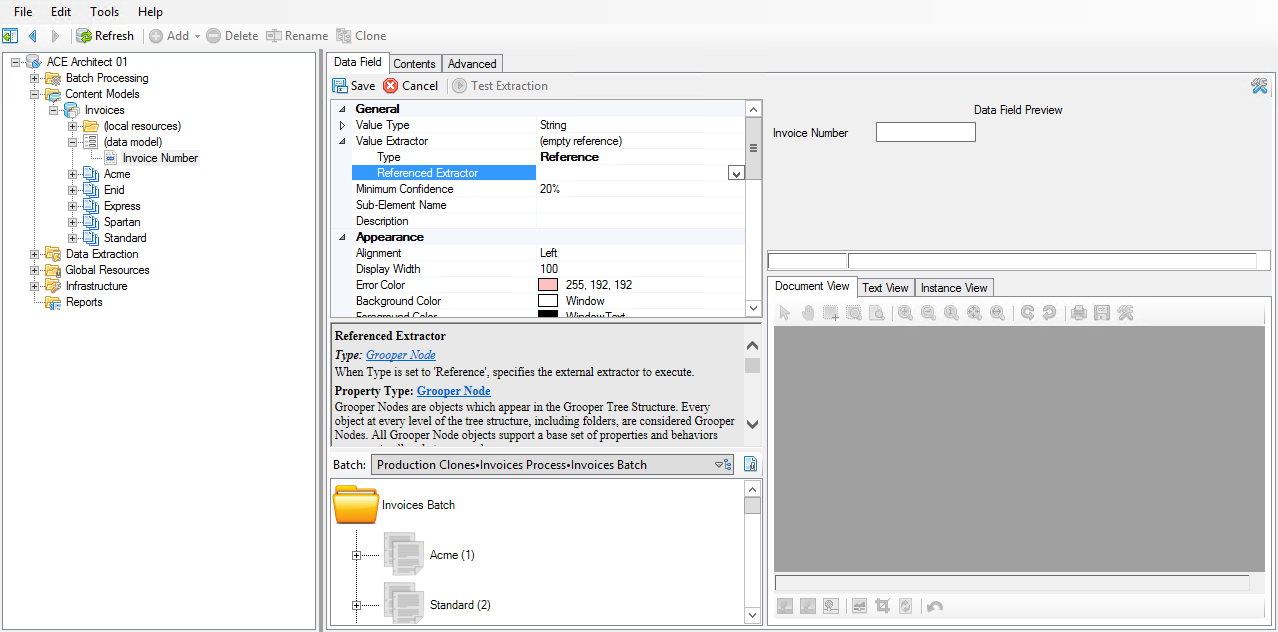 File Edit Tools Help
Refresh Add Delete Rename Clone
ACE Architect 01
Batch Processing
Content Models
Invoices
(local resources)
(data model)
Invoice Number
Acme
Enid
Express
Spartan
Standard
Data Extraction
Global Resources
Infrastructure
Reports
Data Field Contents Advanced
Save Cancel Test Extraction
General
Value Type String
Value Extractor (empty reference)
Type Reference
Referenced Extractor
Minimum Confidence 20%
Sub-Element Name
Description
Appearance
Alignment Left
Display Width 100
Error Color 255, 192, 192
Background Color Window
Foreground Color WindowText
Referenced Extractor
Type: Grooper Node
When Type is set to 'Reference', specifies the external extractor to execute.
Property Type: Grooper Node
Grooper Nodes are objects which appear in the Grooper Tree Structure. Every
object at every level of the tree structure, including folders, are considered Grooper
Nodes. All Grooper Node objects support a base set of properties and behaviors
Batch: Production Clones•Invoices Process•Invoices Batch
Invoices Batch
Acme (1)
Standard (2)
Data Field Preview
Invoice Number
Document View Text View Instance View